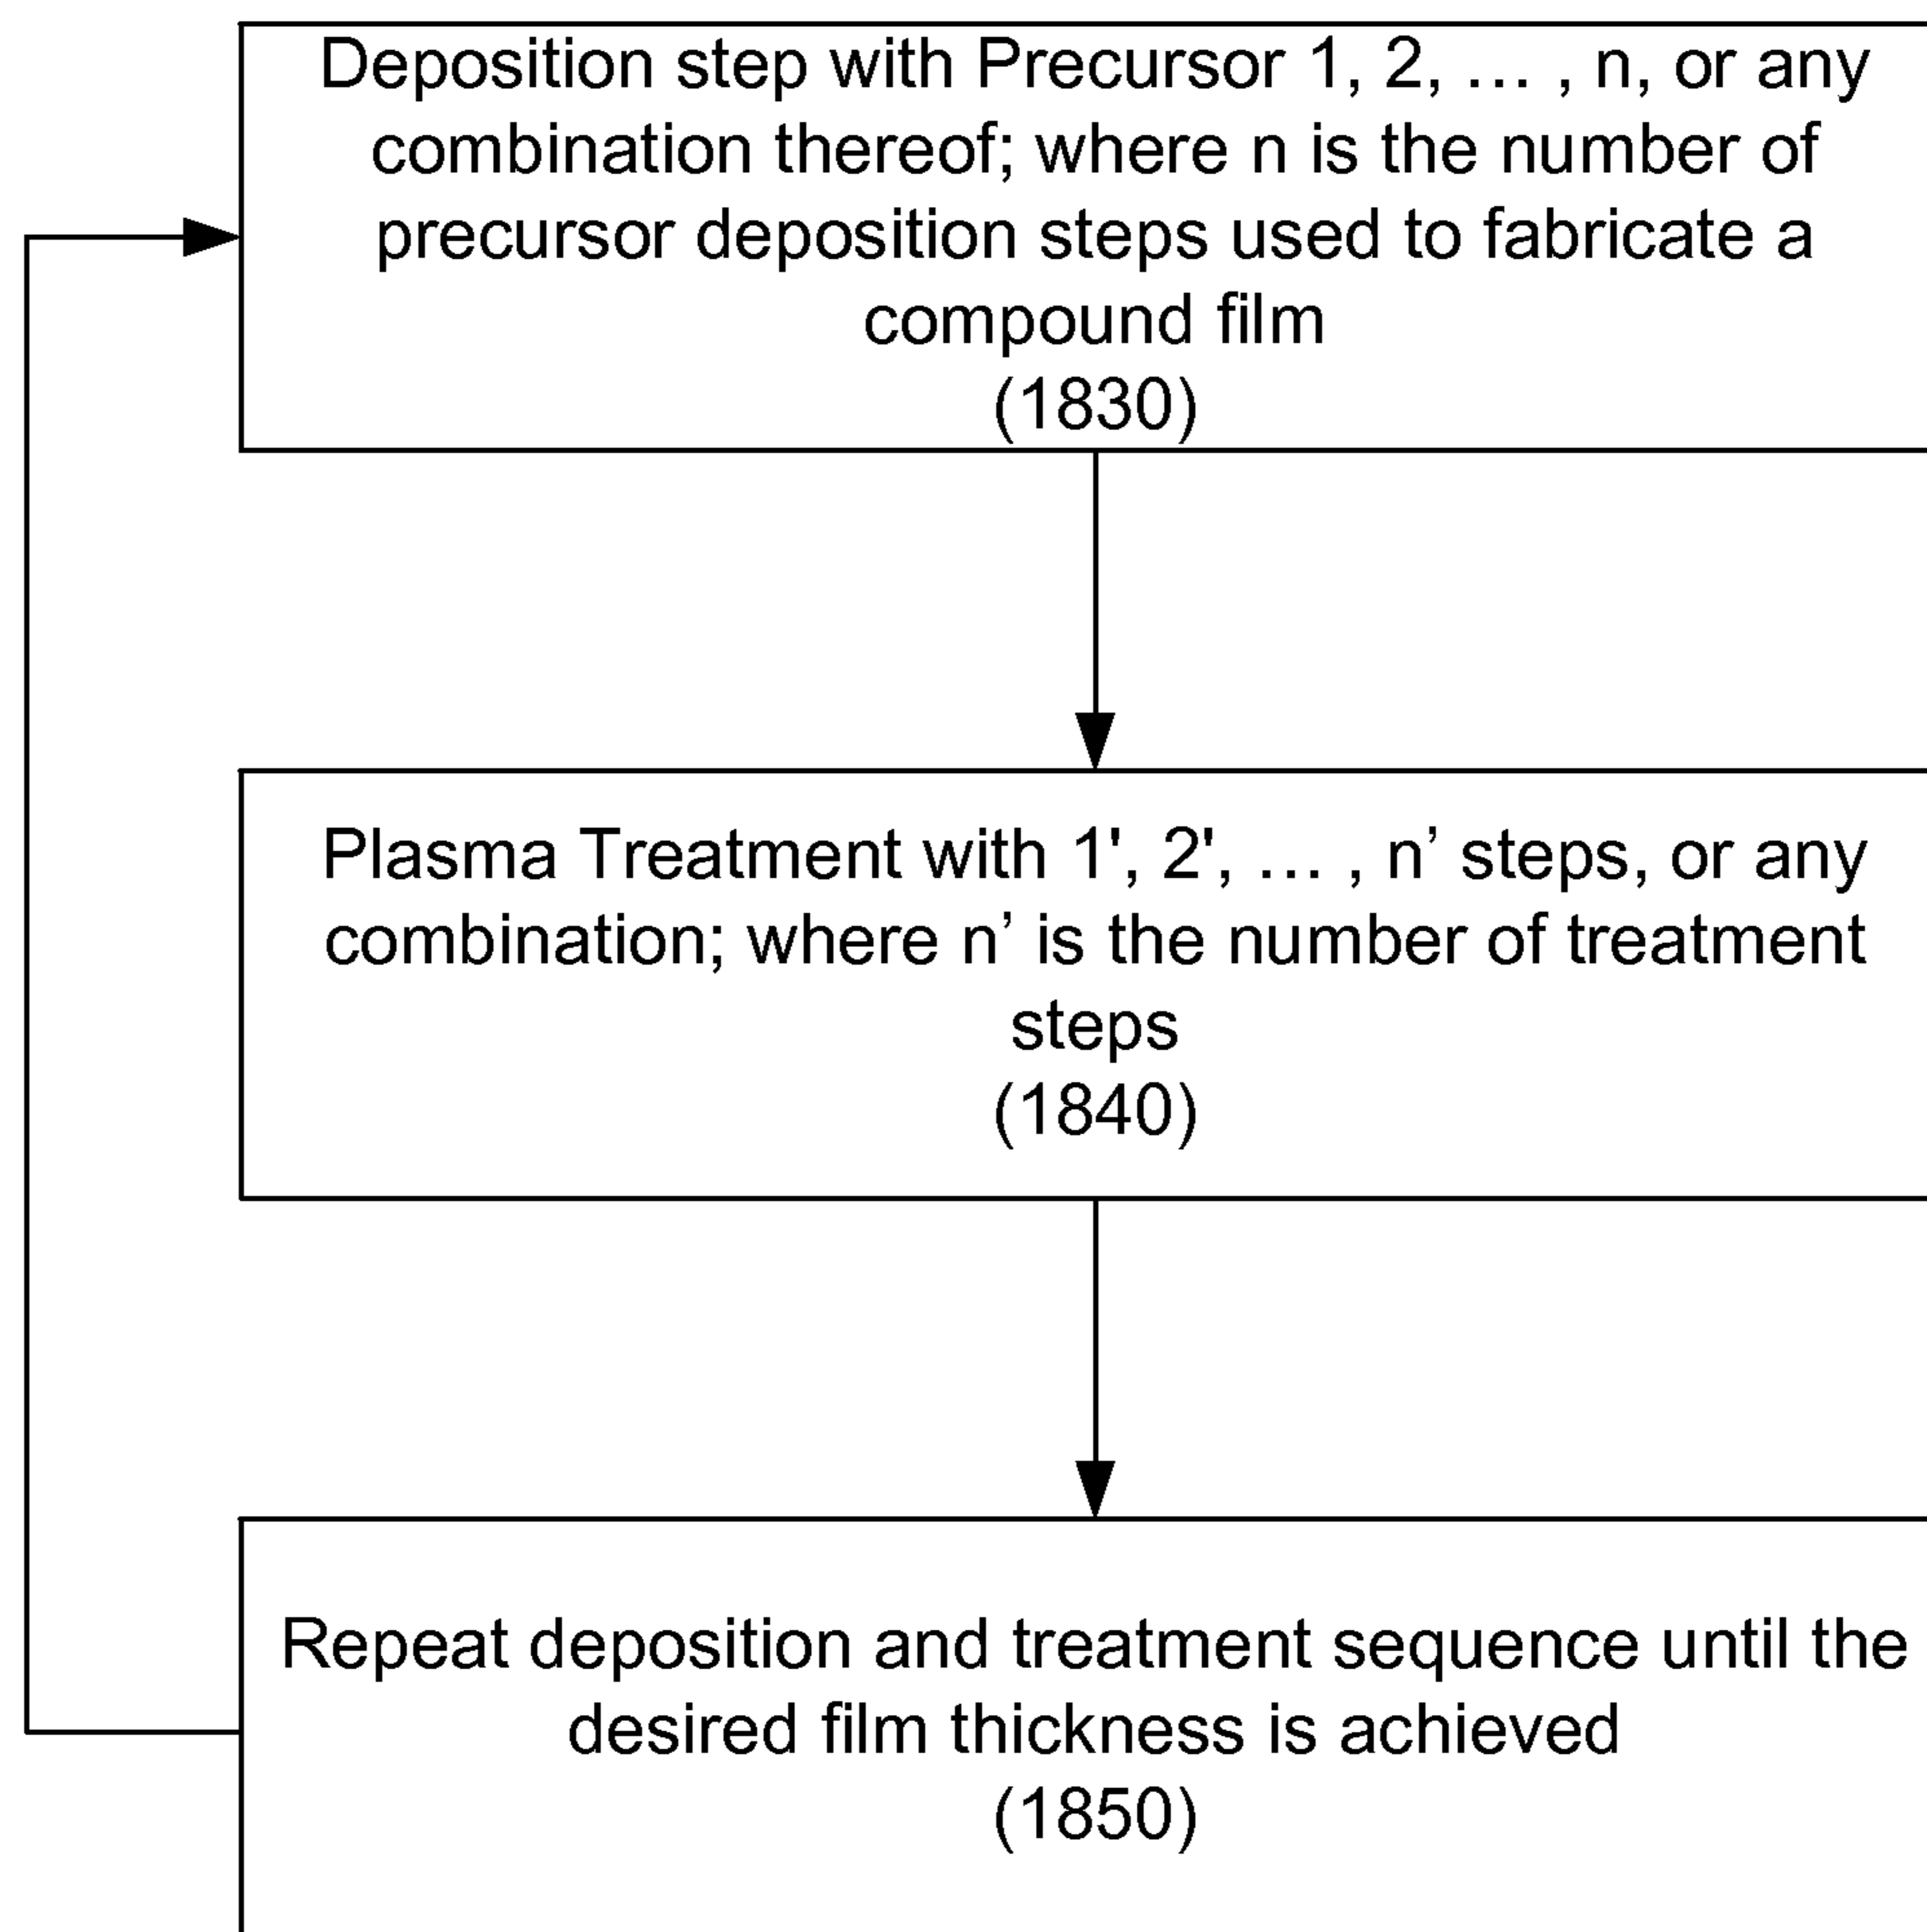 Deposition step with Precursor 1, 2, ... , n, or any
combination thereof; where n is the number of
precursor deposition steps used to fabricate a
compound film
(1830)
Plasma Treatment with 1', 2', ... , n’ steps, or any
combination; where n’ is the number of treatment
steps
(1840)
Repeat deposition and treatment sequence until the
desired film thickness is achieved
(1850)